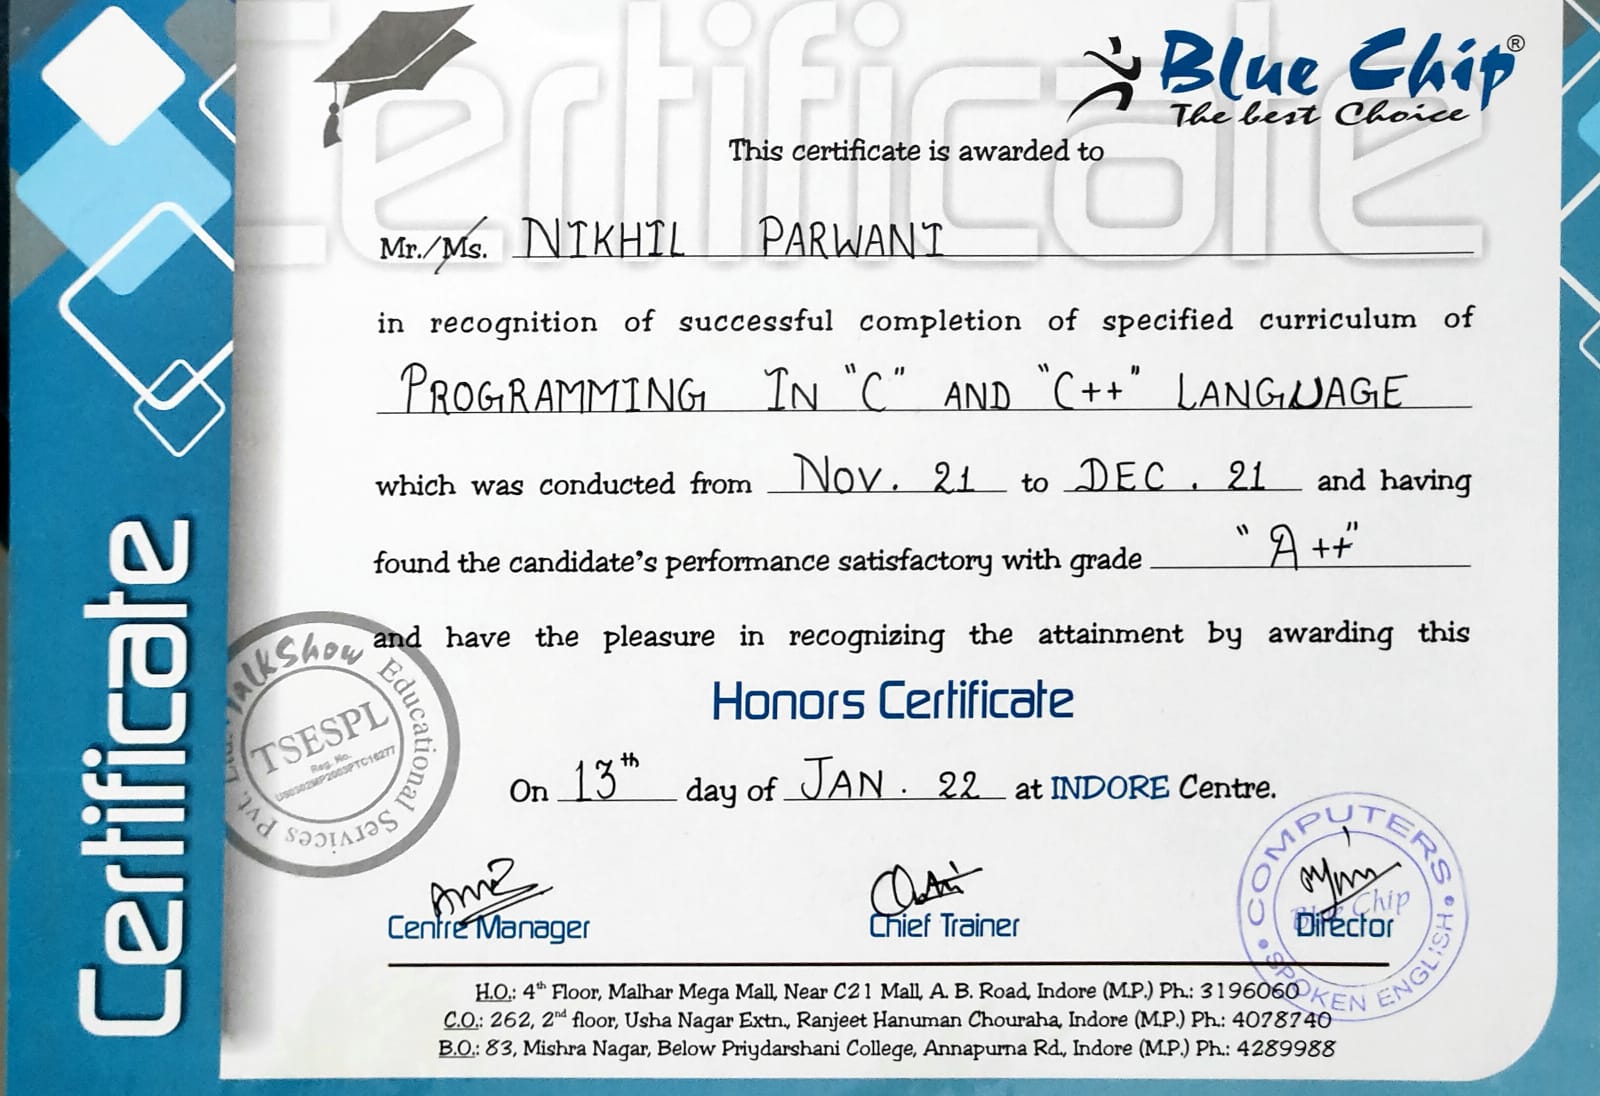 Certificate
Certificate
Blue Chip®
The best Choice
This certificate is awarded to
Mr./Ms. NIKHIL PARWANI
in recognition of successful completion of specified curriculum of
PROGRAMMING IN "C" AND "C++" LANGUAGE
which was conducted from NOV. 21 to DEC. 21 and having
found the candidate's performance satisfactory with grade "A++"
and have the pleasure in recognizing the attainment by awarding this
Honors Certificate
On 13th day of JAN. 22 at INDORE Centre.
TalkShow Educational Services Pvt. Ltd.
TSESPL
Reg. No.
COMPUTERS
Blue Chip
SPOKEN ENGLISH
Centre Manager
Chief Trainer
Director
H.O.: 4th Floor, Malhar Mega Mall, Near C21 Mall, A. B. Road, Indore (M.P.) Ph.: 3196060
C.O.: 262, 2nd floor, Usha Nagar Extn., Ranjeet Hanuman Chouraha, Indore (M.P.) Ph.: 4078740
B.O.: 83, Mishra Nagar, Below Priydarshani College, Annapurna Rd., Indore (M.P.) Ph.: 4289988